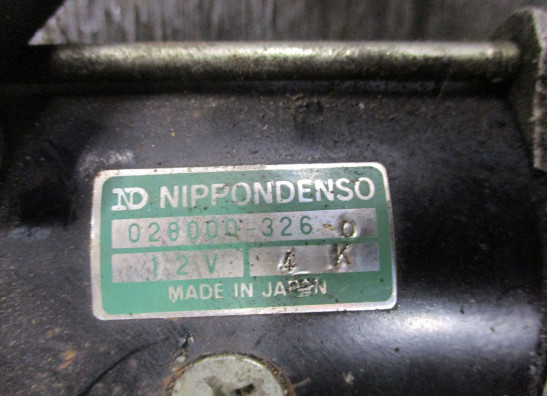 ND NIPPONDENSO
028000-326 0
12V 4 K
MADE IN JAPAN